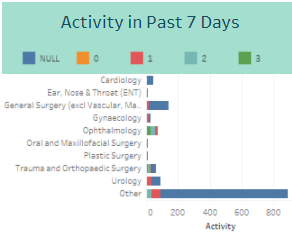 Activity in Past 7 Days
NULL 0 1 2 3
Cardiology
Ear, Nose & Throat (ENT)
General Surgery (excl Vascular, Ma..
Gynaecology
Ophthalmology
Oral and Maxillofacial Surgery
Plastic Surgery
Trauma and Orthopaedic Surgery
Urology
Other
0 200 400 600 800
Activity